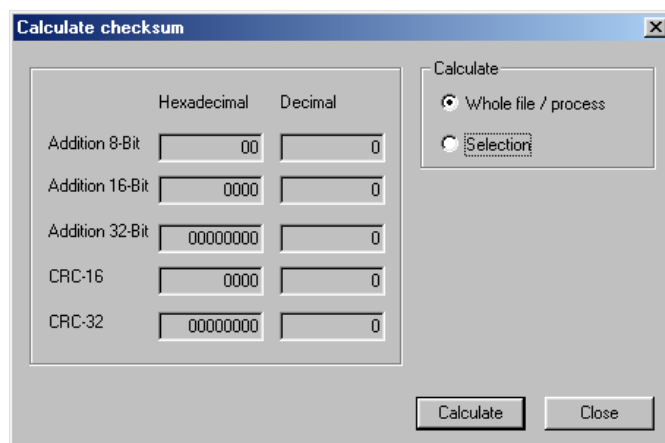 Calculate checksum
Hexadecimal Decimal
Addition 8-Bit 00 0
Addition 16-Bit 0000 0
Addition 32-Bit 00000000 0
CRC-16 0000 0
CRC-32 00000000 0
Calculate
Whole file / process
Selection
Calculate Close